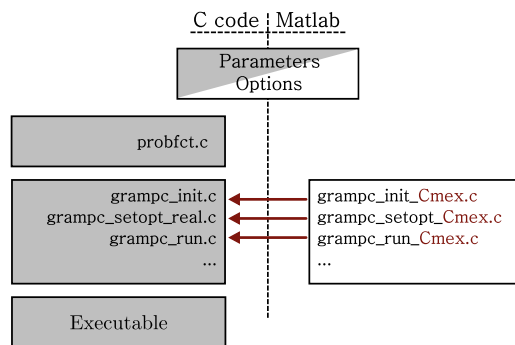 C code Matlab
Parameters
Options
probfct.c
grampc_init.c
grampc_setopt_real.c
grampc_run.c
...
grampc_init_Cmex.c
grampc_setopt_Cmex.c
grampc_run_Cmex.c
...
Executable